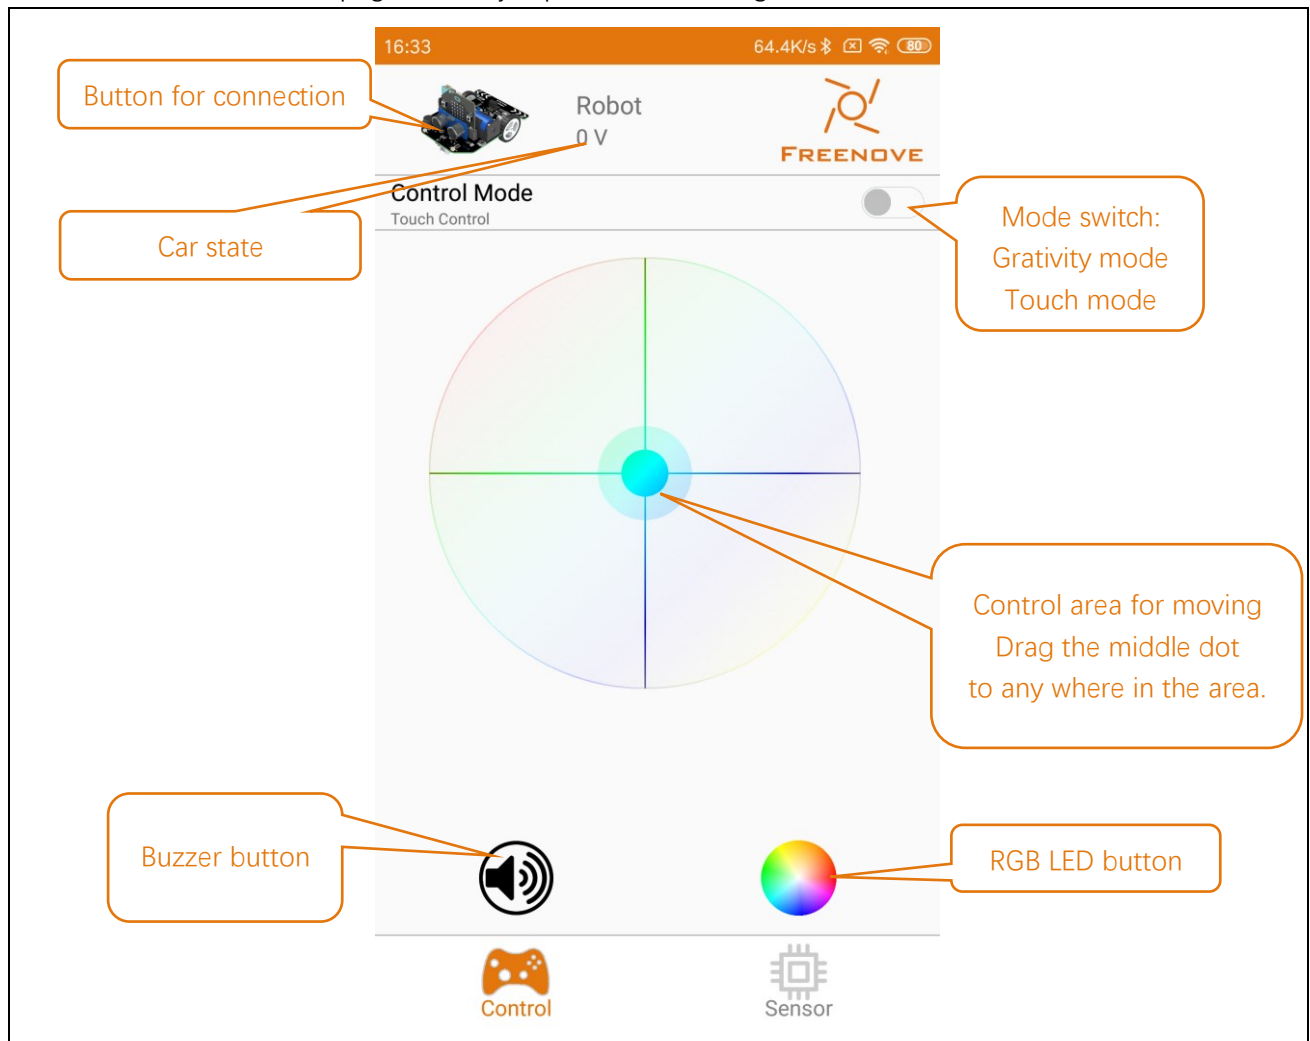 16:33
64.4K/s 80
Button for connection
Robot
0 V
FREENOVE
Control Mode
Touch Control
Car state
Mode switch:
Grativity mode
Touch mode
Control area for moving
Drag the middle dot
to any where in the area.
Buzzer button
RGB LED button
Control
Sensor